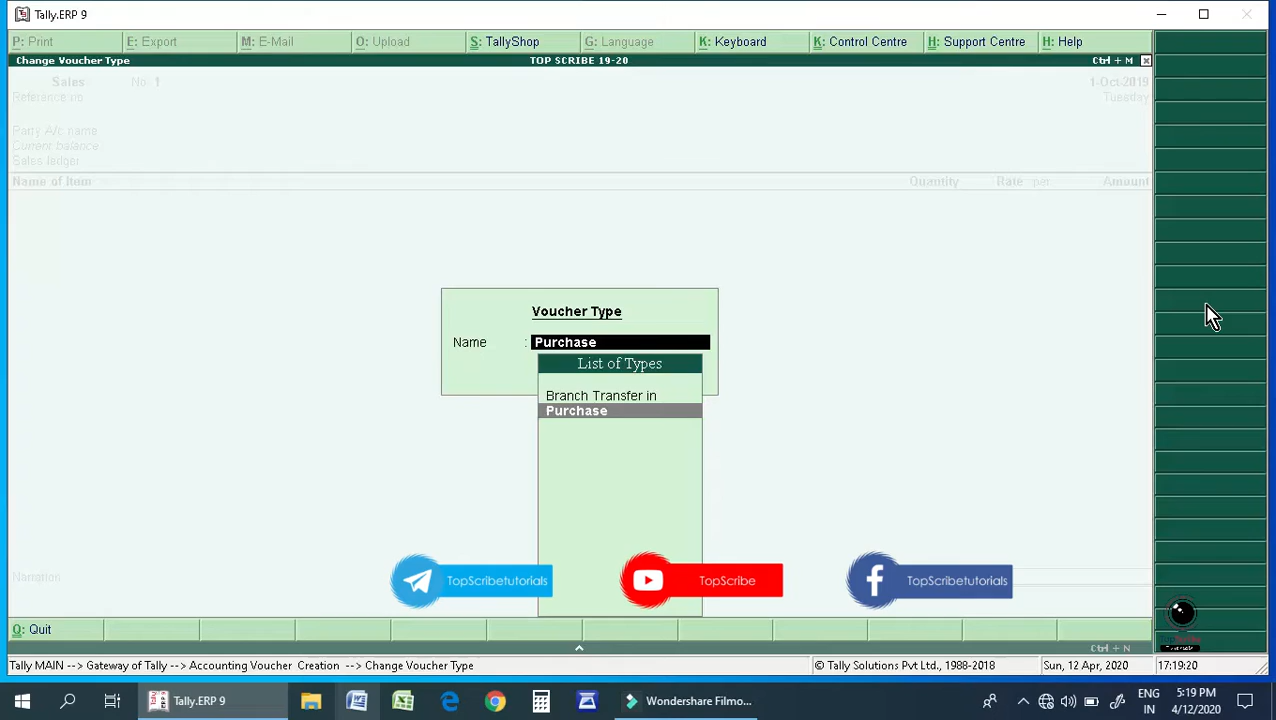 Tally.ERP 9
P: Print E: Export M: E-Mail O: Upload S: TallyShop G: Language K: Keyboard K: Control Centre H: Support Centre H: Help
Change Voucher Type TOP SCRIBE 19-20 Ctrl + M
Sales No. 1 1-Oct-2019
Reference no. Tuesday
Party A/c name
Current balance
Sales ledger
Name of Item Quantity Rate per Amount
Voucher Type
Name : Purchase
List of Types
Branch Transfer in
Purchase
TopScribetutorials TopScribe TopScribetutorials
Narration
Q: Quit
Ctrl + N
Tally MAIN --> Gateway of Tally --> Accounting Voucher Creation --> Change Voucher Type © Tally Solutions Pvt Ltd., 1988-2018 Sun, 12 Apr, 2020 17:19:20
Tally.ERP 9 Wondershare Filmo... ENG 5:19 PM
IN 4/12/2020